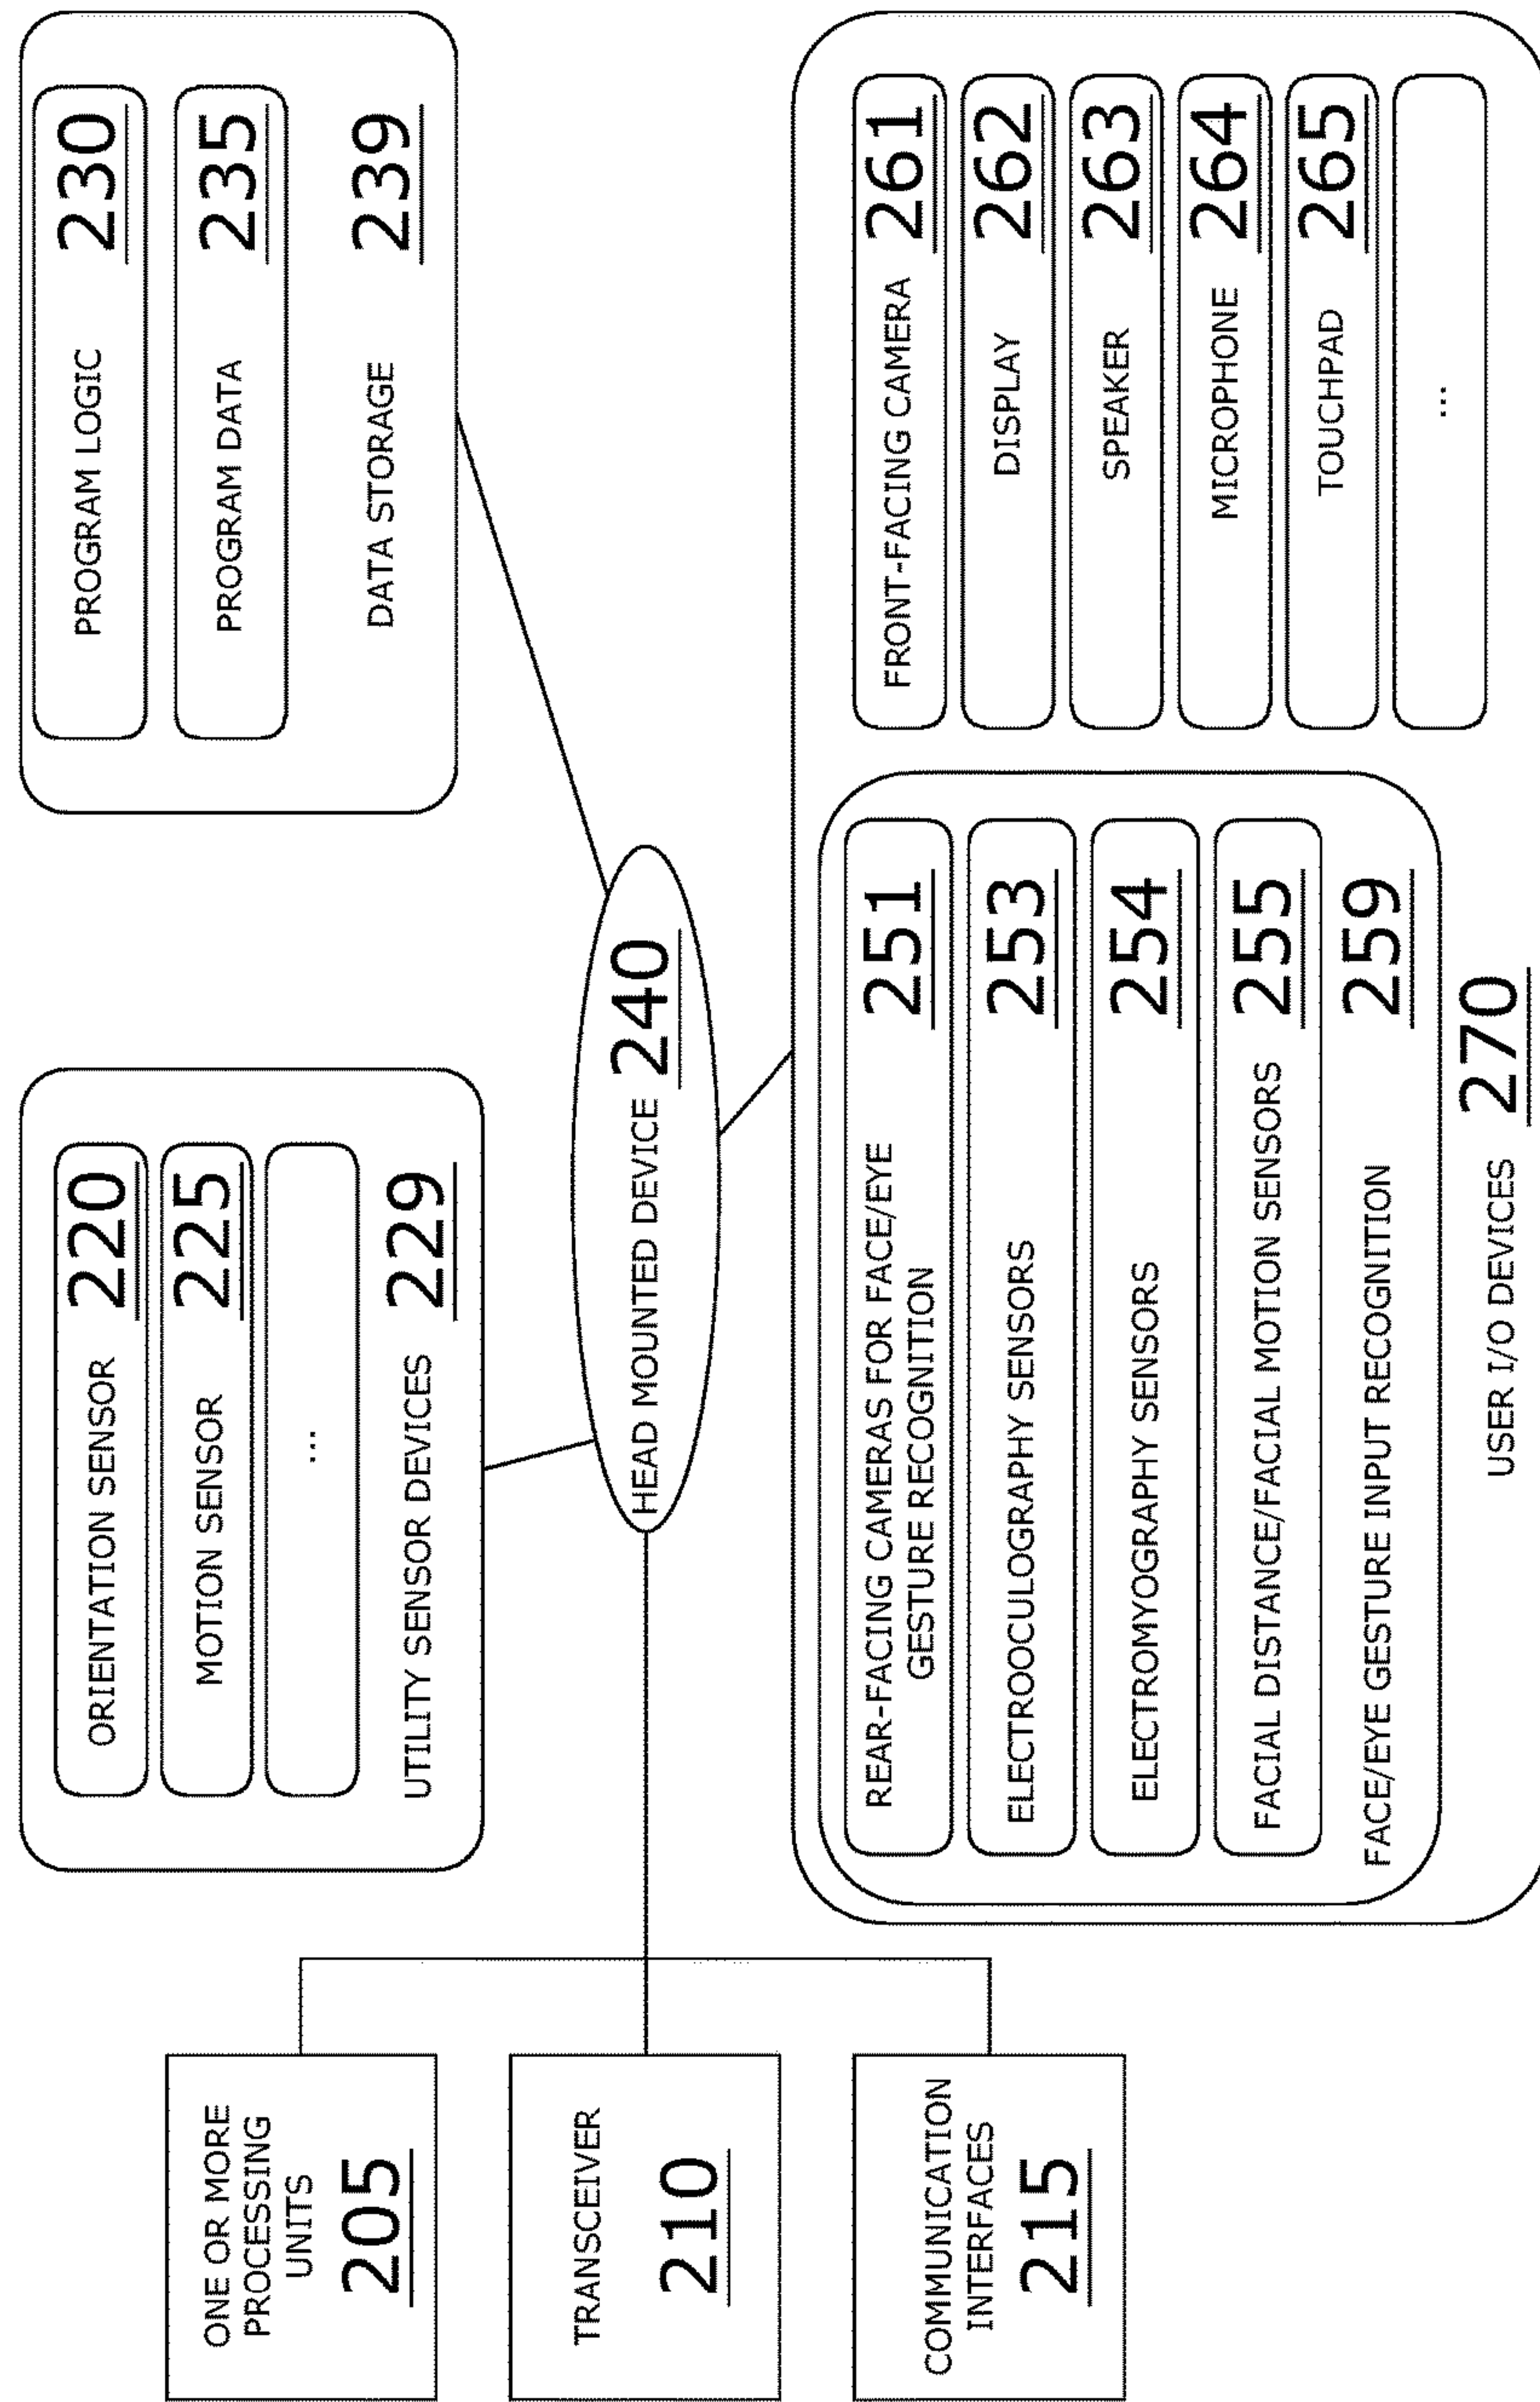 ONE OR MORE
PROCESSING
UNITS
205
TRANSCEIVER
210
COMMUNICATION
INTERFACES
215
ORIENTATION SENSOR 220
MOTION SENSOR 225
...
UTILITY SENSOR DEVICES 229
PROGRAM LOGIC 230
PROGRAM DATA 235
DATA STORAGE 239
HEAD MOUNTED DEVICE 240
REAR-FACING CAMERAS FOR FACE/EYE
GESTURE RECOGNITION 251
ELECTROOCULOGRAPHY SENSORS 253
ELECTROMYOGRAPHY SENSORS 254
FACIAL DISTANCE/FACIAL MOTION SENSORS 255
FACE/EYE GESTURE INPUT RECOGNITION 259
FRONT-FACING CAMERA 261
DISPLAY 262
SPEAKER 263
MICROPHONE 264
TOUCHPAD 265
...
USER I/O DEVICES 270